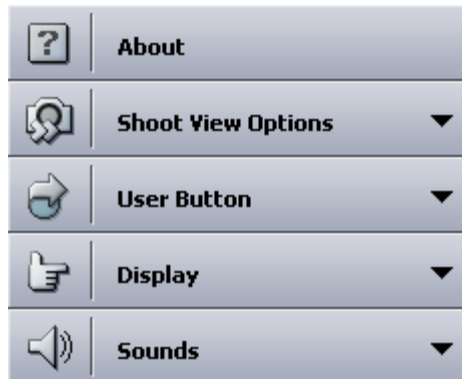 ?
About
Shoot View Options
User Button
Display
Sounds